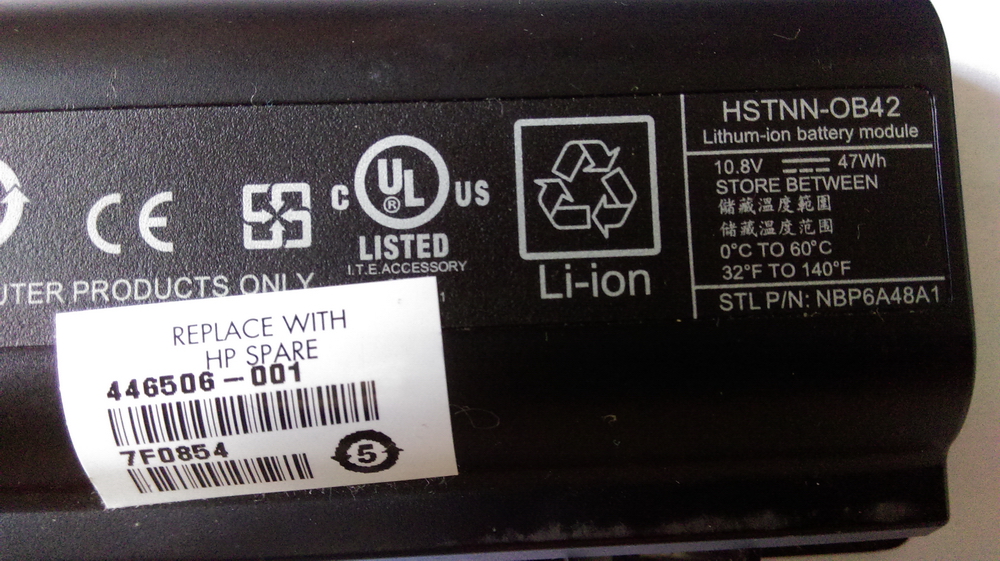 HSTNN-OB42
Lithum-ion battery module
10.8V 47Wh
STORE BETWEEN
儲藏溫度範圍
储藏温度范围
0°C TO 60°C
32°F TO 140°F
STL P/N: NBP6A48A1
CE
C UL® US
LISTED
I.T.E.ACCESSORY
Li-ion
UTER PRODUCTS ONLY
1
REPLACE WITH
HP SPARE
446506-001
7F0854
5